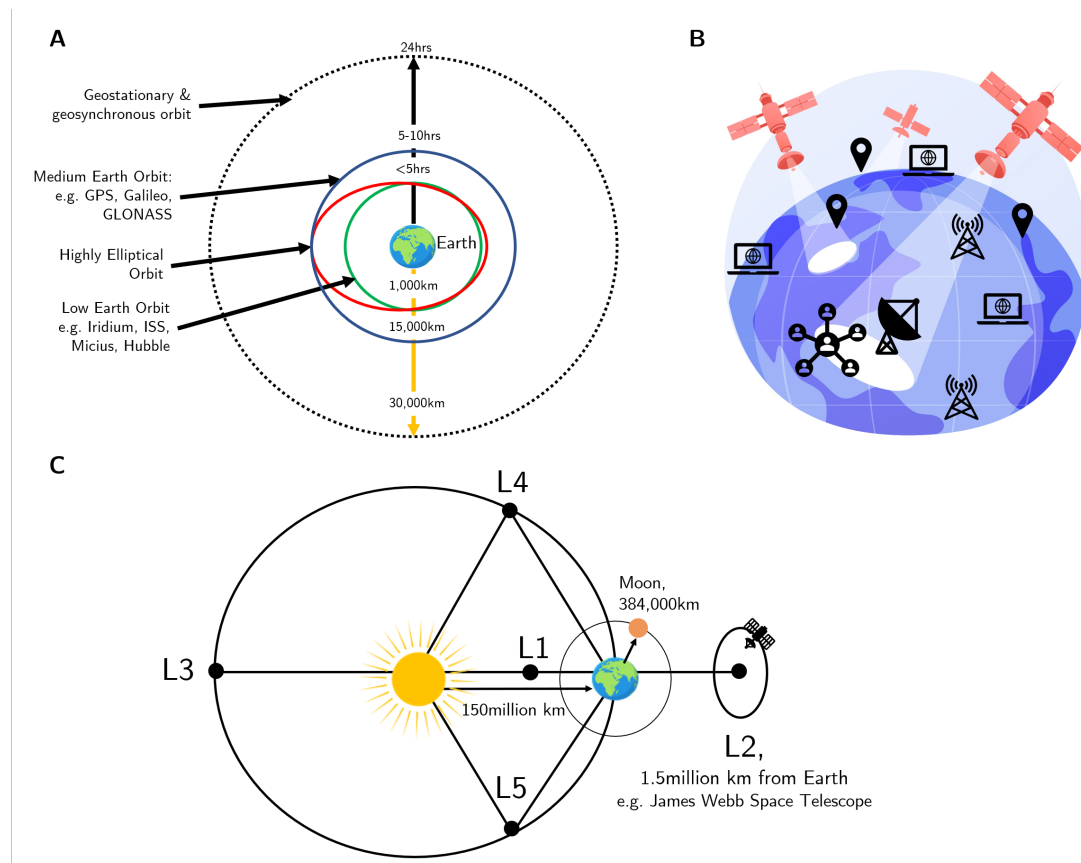 A
24hrs
Geostationary &
geosynchronous orbit
5-10hrs
<5hrs
Medium Earth Orbit:
e.g. GPS, Galileo,
GLONASS
Earth
Highly Elliptical
Orbit
1,000km
Low Earth Orbit
e.g. Iridium, ISS,
Micius, Hubble
15,000km
30,000km
B
C
L4
Moon,
384,000km
L3
L1
150million km
L2,
1.5million km from Earth
e.g. James Webb Space Telescope
L5